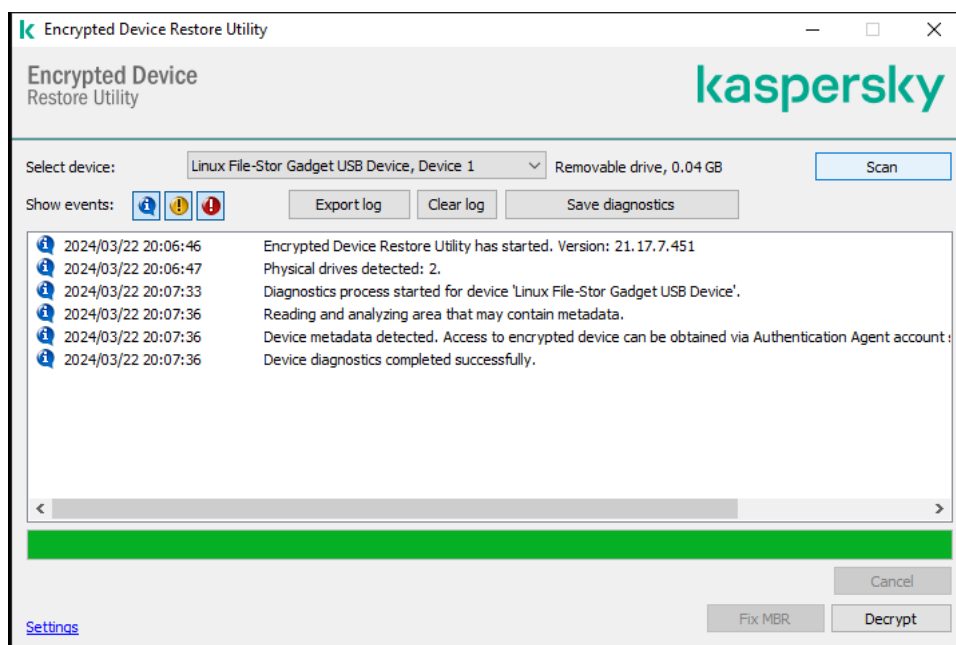 Encrypted Device Restore Utility
Encrypted Device
Restore Utility
kaspersky
Select device: Linux File-Stor Gadget USB Device, Device 1 Removable drive, 0.04 GB Scan
Show events: Export log Clear log Save diagnostics
2024/03/22 20:06:46 Encrypted Device Restore Utility has started. Version: 21.17.7.451
2024/03/22 20:06:47 Physical drives detected: 2.
2024/03/22 20:07:33 Diagnostics process started for device 'Linux File-Stor Gadget USB Device'.
2024/03/22 20:07:36 Reading and analyzing area that may contain metadata.
2024/03/22 20:07:36 Device metadata detected. Access to encrypted device can be obtained via Authentication Agent account
2024/03/22 20:07:36 Device diagnostics completed successfully.
Cancel
Settings Fix MBR Decrypt